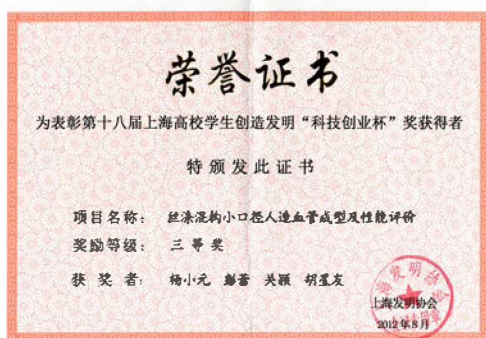 荣誉证书
为表彰第十八届上海高校学生创造发明“科技创业杯”奖获得者
特颁发此证书
项目名称: 丝涤混构小口径人造血管成型及性能评价
奖励等级: 三等奖
获奖者: 杨小元 彭蕾 关颖 胡星友
上海发明协会
2012年8月